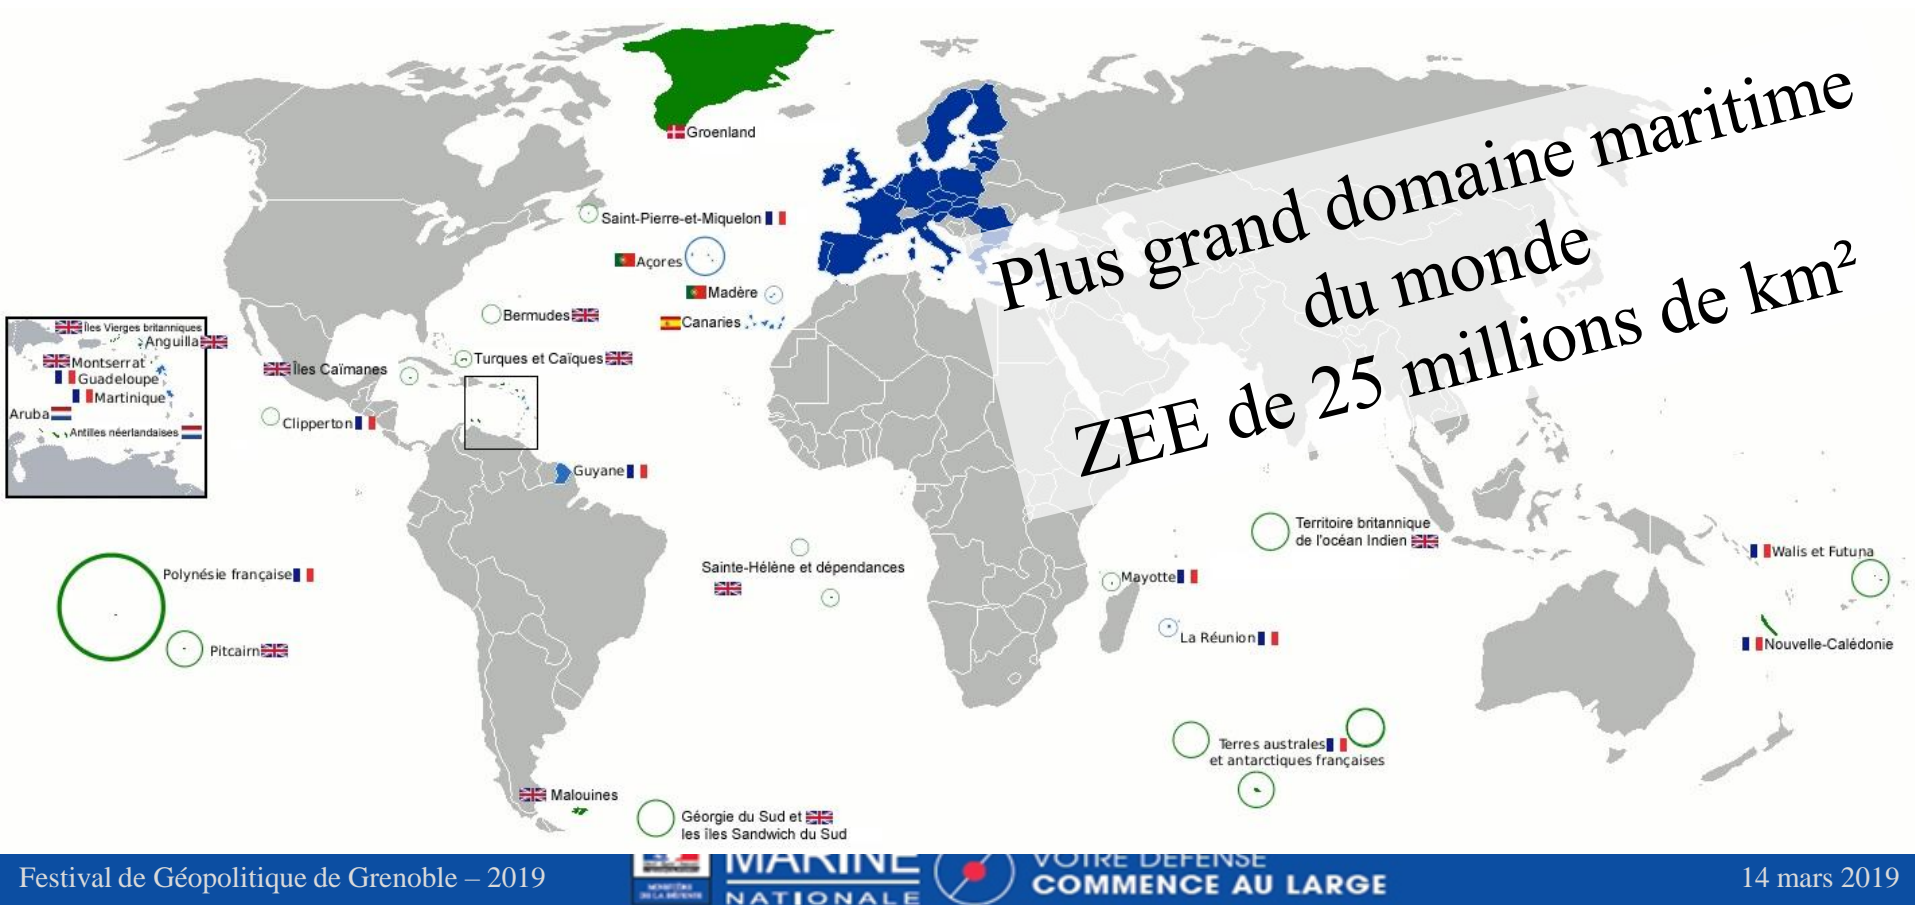 Plus grand domaine maritime
du monde
ZEE de 25 millions de km²
Groenland
Saint-Pierre-et-Miquelon
Açores
Madère
Bermudes
Canaries
Îles Vierges britanniques
Anguilla
Montserrat
Guadeloupe
Martinique
Aruba
Antilles néerlandaises
Îles Caïmanes
Turques et Caïques
Clipperton
Guyane
Polynésie française
Pitcairn
Sainte-Hélène et dépendances
Territoire britannique
de l'océan Indien
Mayotte
La Réunion
Walis et Futuna
Nouvelle-Calédonie
Terres australes
et antarctiques françaises
Malouines
Géorgie du Sud et
les îles Sandwich du Sud
Festival de Géopolitique de Grenoble – 2019
MINISTÈRE
DE LA DÉFENSE
MARINE
NATIONALE
VOTRE DÉFENSE
COMMENCE AU LARGE
14 mars 2019